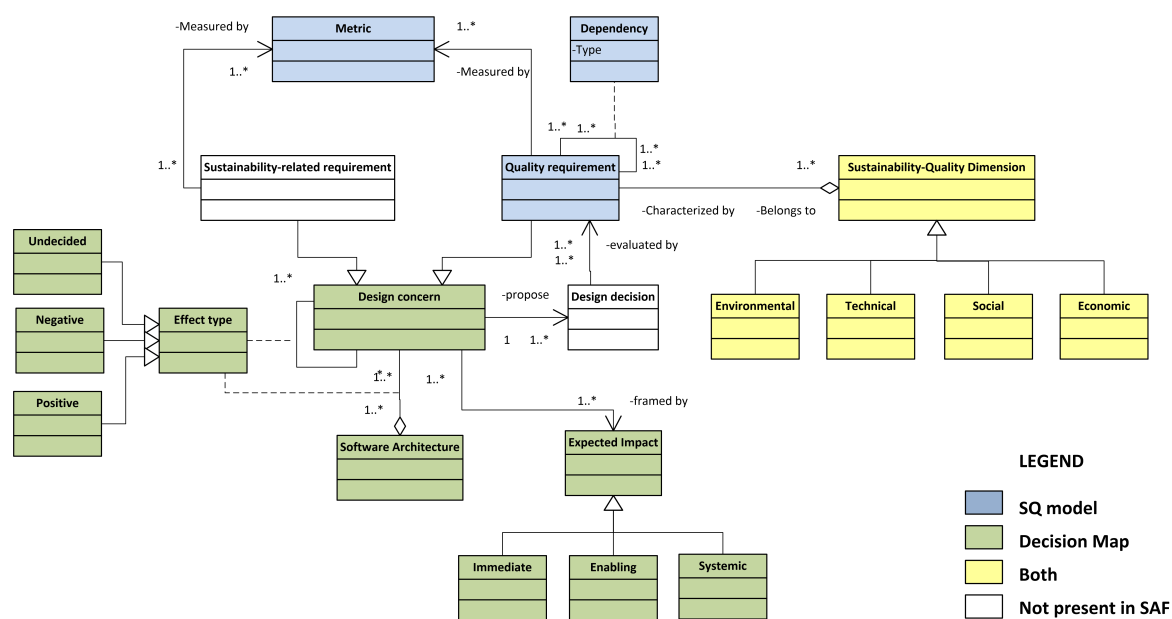 -Measured by
Metric
1..*
Dependency
-Type
1..*
-Measured by
1..*
1..*
1..*
1..*
1..*
1..*
Sustainability-related requirement
Quality requirement
Sustainability-Quality Dimension
-Characterized by
-Belongs to
Undecided
1..*
-evaluated by
1..*
1..*
Design concern
-propose
Design decision
Environmental
Technical
Social
Economic
Negative
Effect type
1
1..*
*
1..*
1..*
Positive
1..*
1..*
-framed by
Software Architecture
Expected Impact
LEGEND
SQ model
Decision Map
Immediate
Enabling
Systemic
Both
Not present in SAF